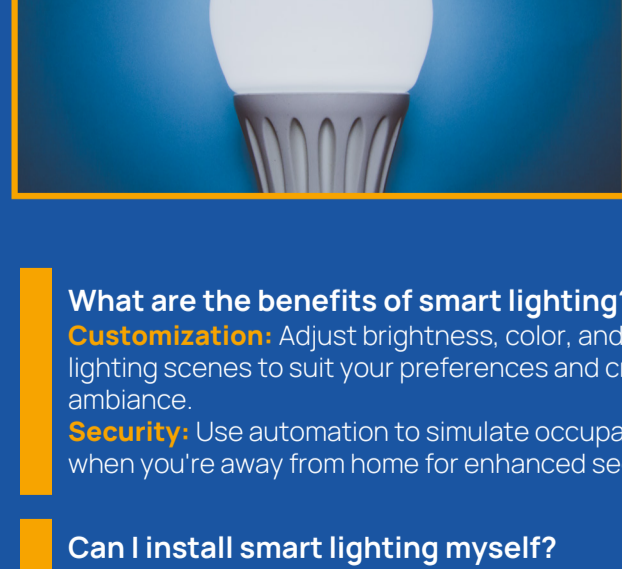 What are the benefits of smart lighting?
Customization: Adjust brightness, color, and
lighting scenes to suit your preferences and
ambiance.
Security: Use automation to simulate
when you're away from home for enhanced
Can I install smart lighting myself?